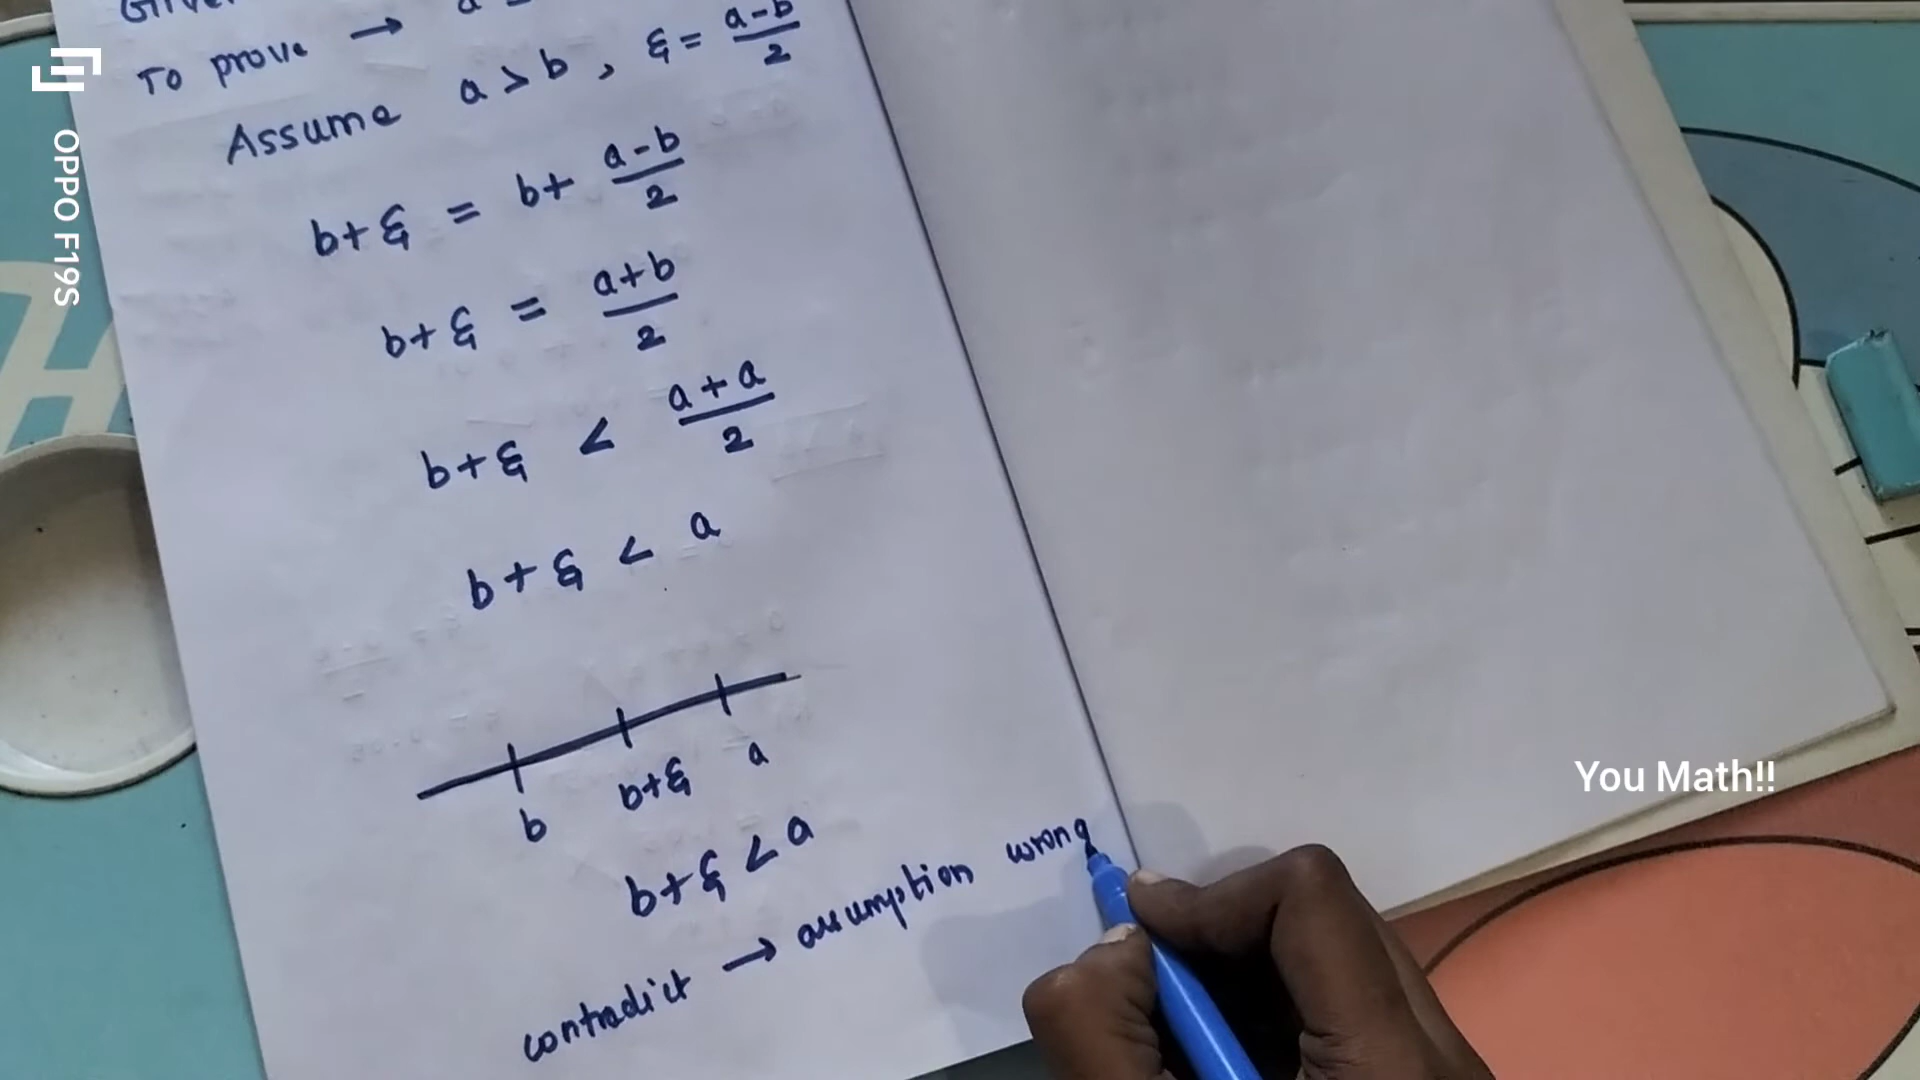 To prove → a
Assume a > b, ε = a-b/2
b+ε = b+ a-b/2
b+ε = a+b/2
b+ε < a+a/2
b+ε < a
b b+ε a
b+ε < a
contradict → assumption wrong
OPPO F19S
You Math!!